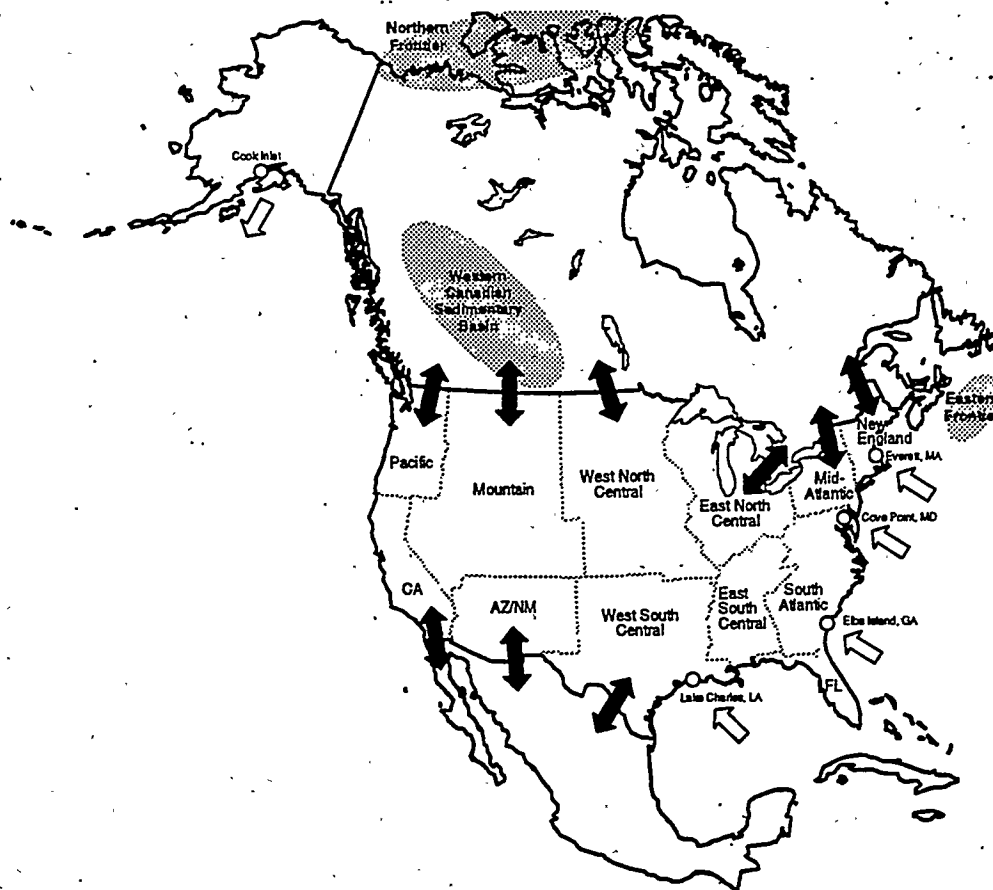 Northern
Frontier
Cook Inlet
Western
Canadian
Sedimentary
Basin
Eastern
Frontier
New
England
Everett, MA
Pacific
Mountain
West North
Central
East North
Central
Mid-
Atlantic
Cove Point, MD
CA
AZ/NM
West South
Central
East
South
Central
South
Atlantic
Elba Island, GA
Lake Charles, LA
FL